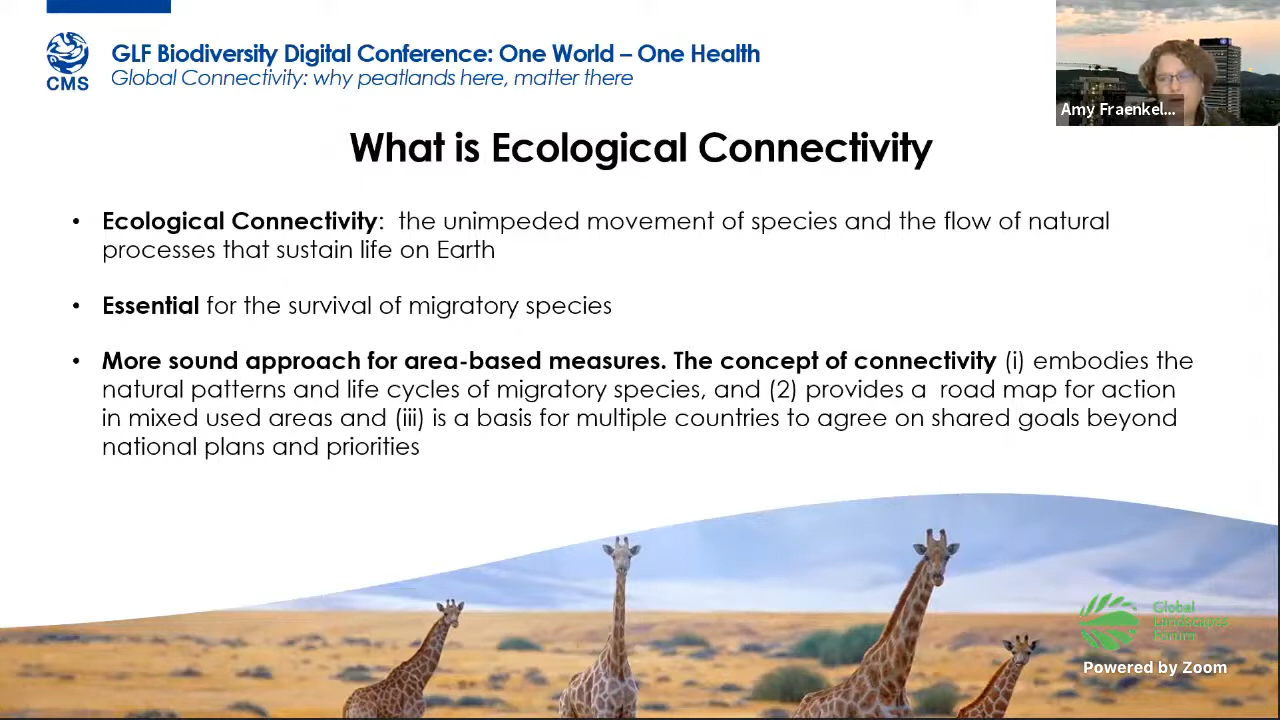 GLF Biodiversity Digital Conference: One World – One Health
Global Connectivity: why peatlands here, matter there
CMS
Amy Fraenkel...
What is Ecological Connectivity
• Ecological Connectivity: the unimpeded movement of species and the flow of natural
processes that sustain life on Earth
• Essential for the survival of migratory species
• More sound approach for area-based measures. The concept of connectivity (i) embodies the
natural patterns and life cycles of migratory species, and (2) provides a road map for action
in mixed used areas and (iii) is a basis for multiple countries to agree on shared goals beyond
national plans and priorities
Global
Landscapes
Forum
Powered by Zoom